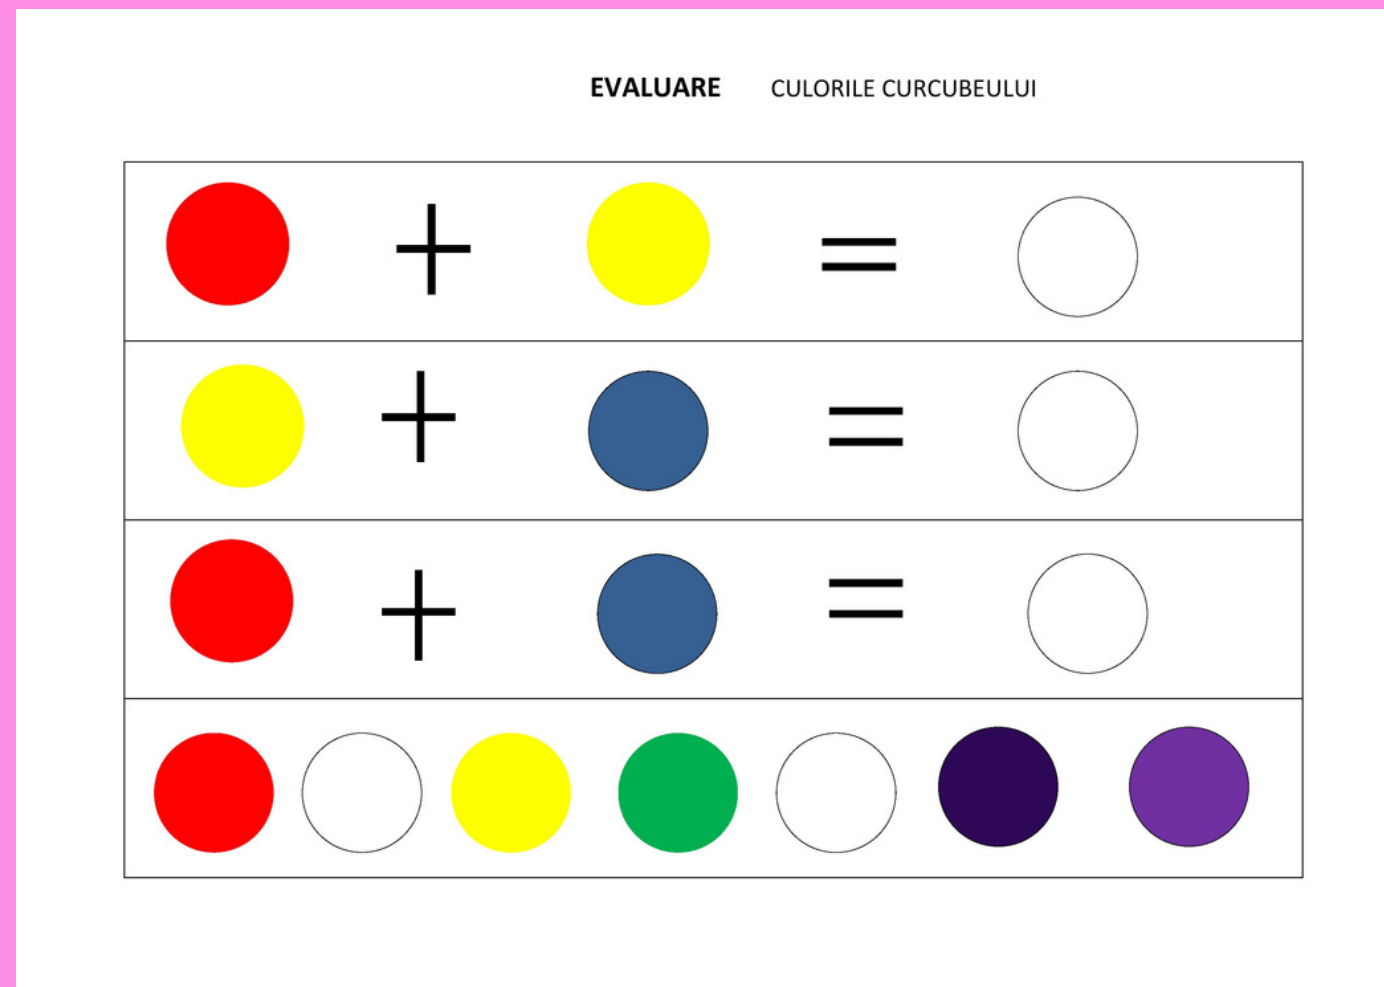 EVALUARE CULORILE CURCUBEULUI
+ =
+ =
+ =